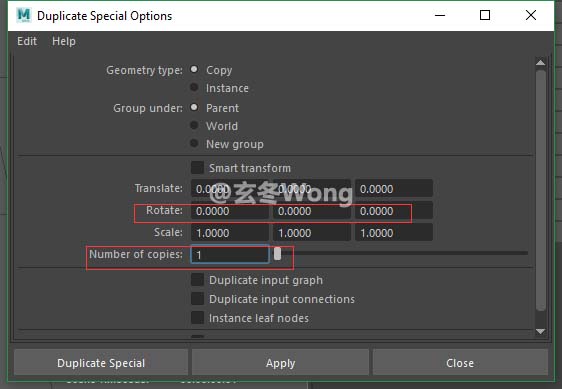 M Duplicate Special Options
Edit Help
Geometry type: Copy
Instance
Group under: Parent
World
New group
Smart transform
Translate: 0.0000 0.0000 0.0000
@玄冬Wong
Rotate: 0.0000 0.0000 0.0000
Scale: 1.0000 1.0000 1.0000
Number of copies: 1
Duplicate input graph
Duplicate input connections
Instance leaf nodes
Duplicate Special Apply Close